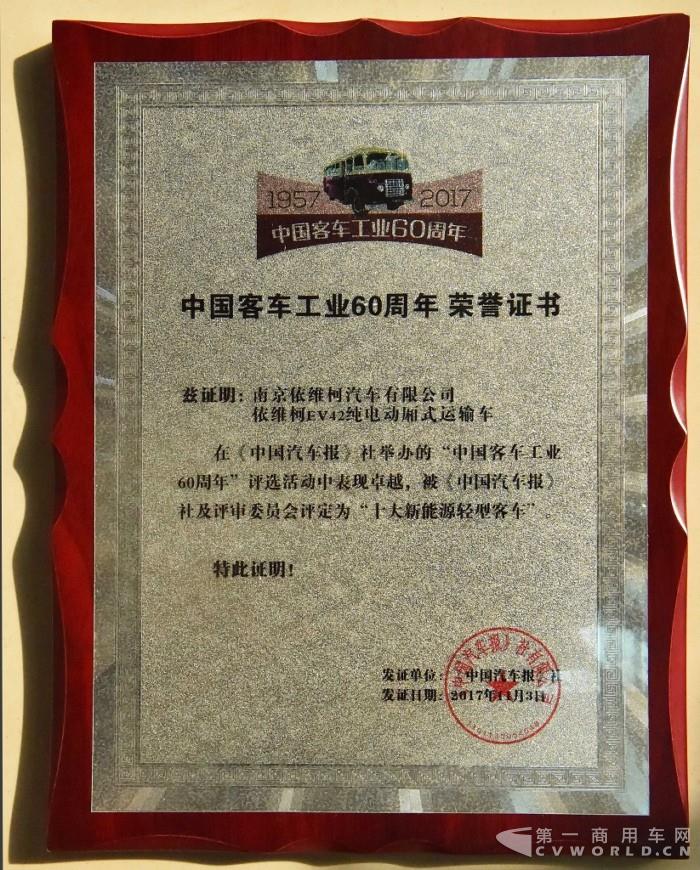 1957 2017
中国客车工业60周年
中国客车工业60周年 荣誉证书
兹证明：南京依维柯汽车有限公司
依维柯EV42纯电动厢式运输车
在《中国汽车报》社举办的“中国客车工业
60周年”评选活动中表现卓越，被《中国汽车报》
社及评审委员会评定为“十大新能源轻型客车”。
特此证明！
发证单位：中国汽车报 社
发证日期：2017年11月3日
第一商用车网
CVWORLD.CN